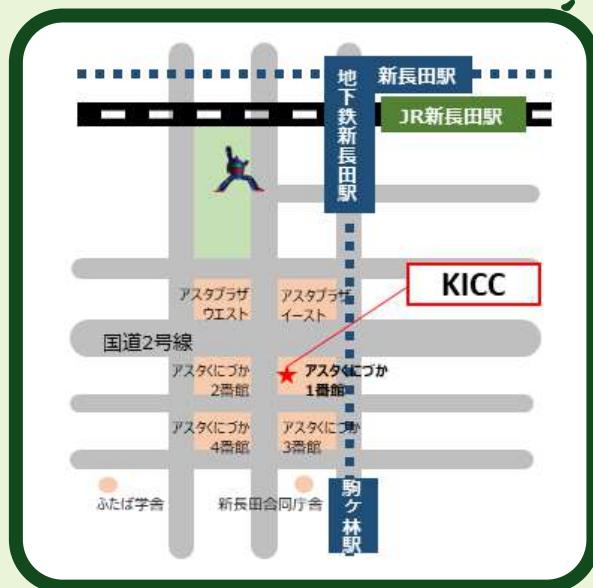 新長田駅
地下鉄新長田駅
JR新長田駅
KICC
アスタプラザ
ウエスト
アスタプラザ
イースト
国道2号線
アスタくにづか
2番館
アスタくにづか
1番館
アスタくにづか
4番館
アスタくにづか
3番館
ふたば学舎
新長田合同庁舎
駒ヶ林駅